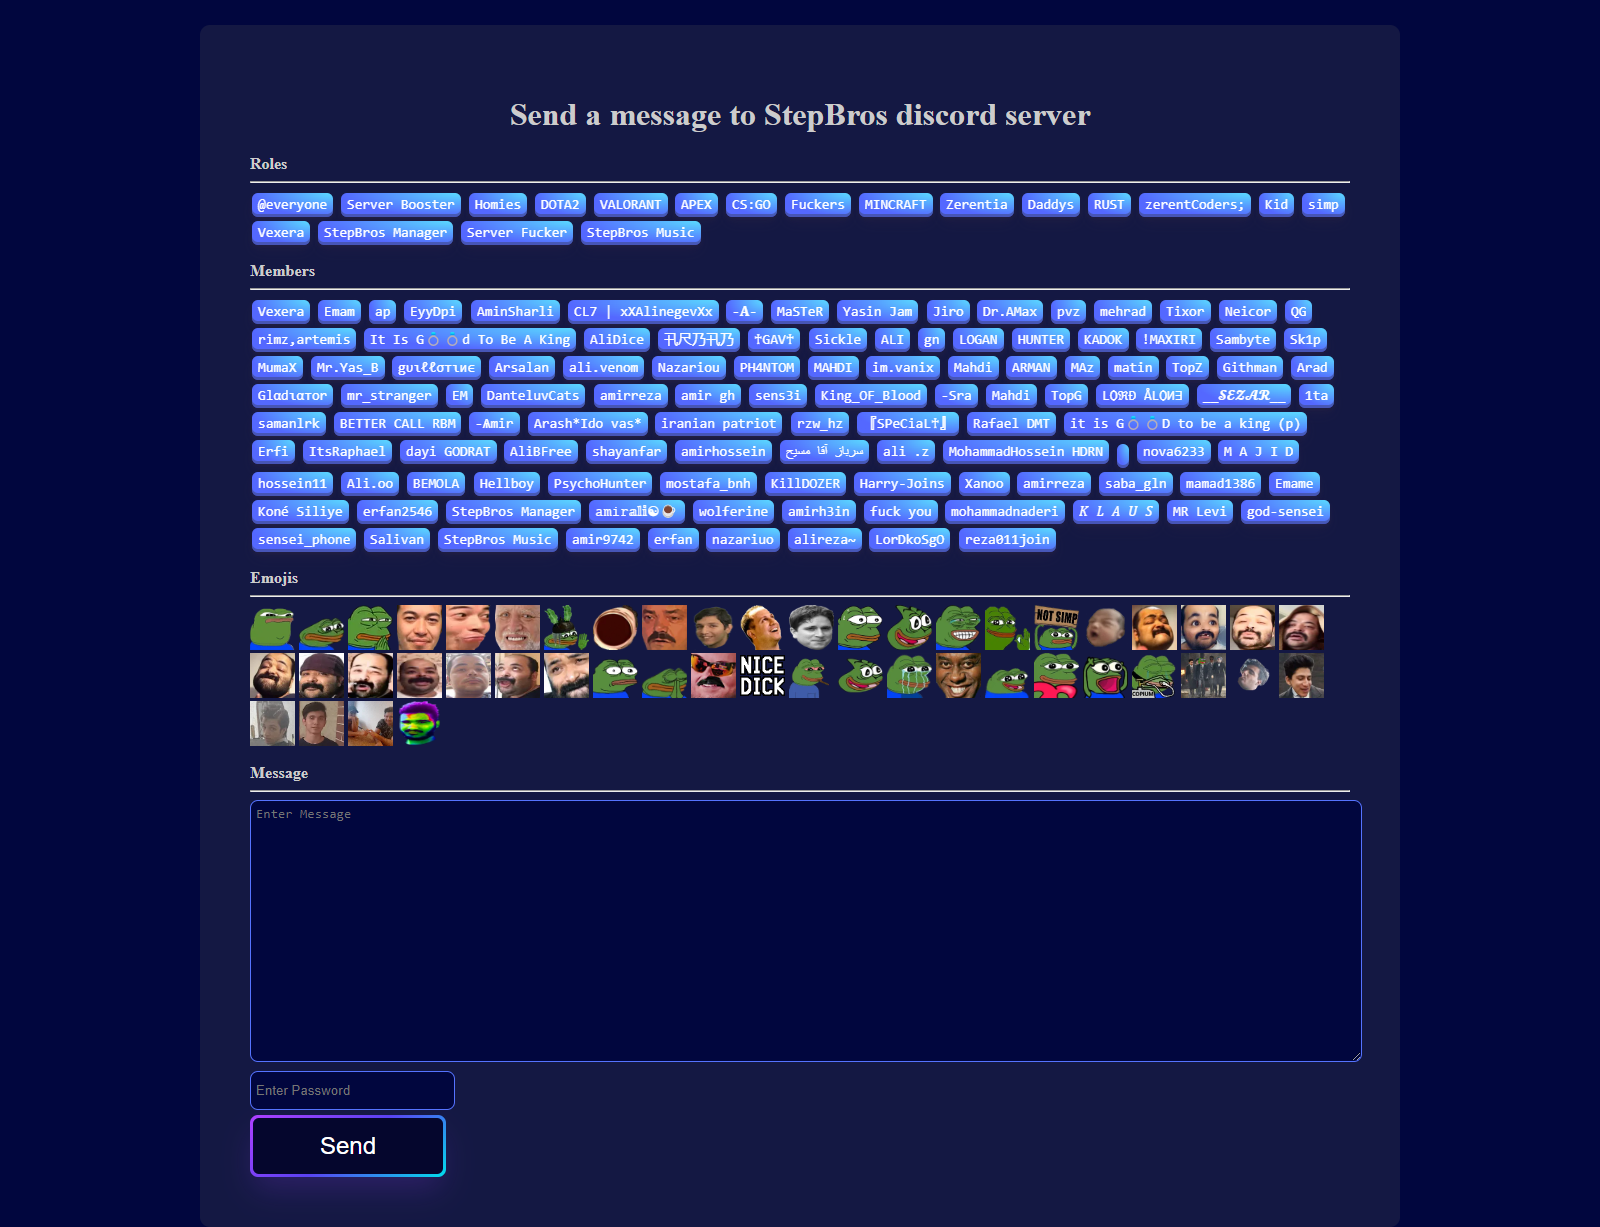 Send a message to StepBros discord server
Roles
@everyone Server Booster Homies DOTA2 VALORANT APEX CS:GO Fuckers MINCRAFT Zerentia Daddys RUST zerentCoders; Kid simp
Vexera StepBros Manager Server Fucker StepBros Music
Members
Vexera Emam ap EyyDpi AminSharli CL7 | xXAlinegevXx -A- MaSTeR Yasin Jam Jiro Dr.AMax pvz mehrad Tixor Neicor QG
rimz,artemis It Is G💍💍d To Be A King AliDice 卂尺乃卂乃 ✝GAV✝ Sickle ALI gn LOGAN HUNTER KADOK !MAXIRI Sambyte Sk1p
MumaX Mr.Yas_B gυιℓℓσтιиє Arsalan ali.venom Nazariou PH4NTOM MAHDI im.vanix Mahdi ARMAN MAz matin TopZ Githman Arad
Glαdιαтor mr_stranger EM DanteluvCats amirreza amir gh sens3i King_OF_Blood -Sra Mahdi TopG 1ta
samanlrk BETTER CALL RBM -Amir Arash*Ido vas* iranian patriot rzw_hz 『SPeCiaL✝』 Rafael DMT it is G💍💍D to be a king (p)
Erfi ItsRaphael dayi GODRAT AliBFree shayanfar amirhossein سرباز آقا مسیح ali .z MohammadHossein HDRN nova6233 M A J I D
hossein11 Ali.oo BEMOLA Hellboy PsychoHunter mostafa_bnh KillDOZER Harry-Joins Xanoo amirreza saba_gln mamad1386 Emame
Koné Siliye erfan2546 StepBros Manager amirali☯☕ wolferine amirh3in fuck you mohammadnaderi K L A U S MR Levi god-sensei
sensei_phone Salivan StepBros Music amir9742 erfan nazariuo alireza~ LorDkoSgO reza011join
Emojis
NOT SIMP
NICE
DICK
COPIUM
Message
Enter Message
Enter Password
Send